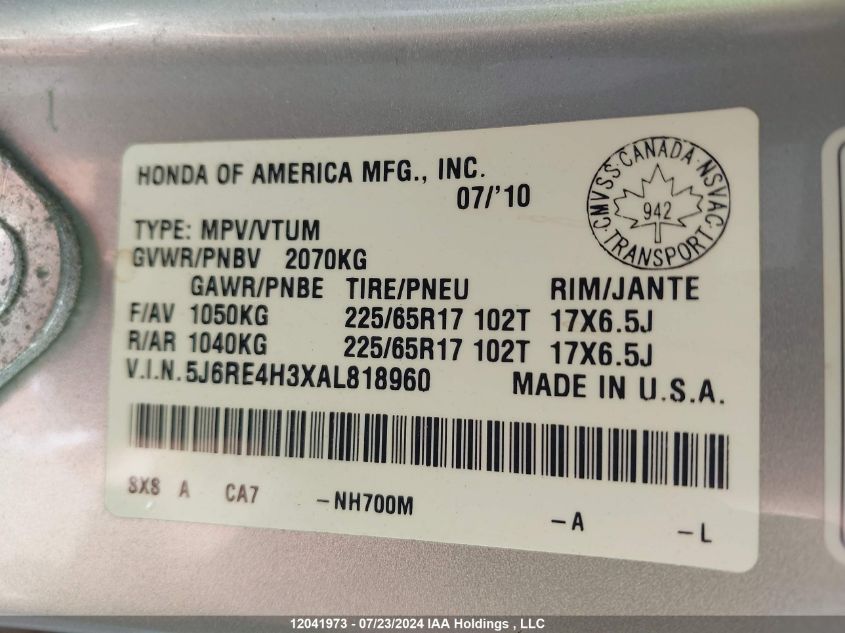 HONDA OF AMERICA MFG., INC.
07/'10
CMVSS · CANADA · NSVAC · TRANSPORT ·
942
TYPE: MPV/VTUM
GVWR/PNBV 2070KG
GAWR/PNBE TIRE/PNEU RIM/JANTE
F/AV 1050KG 225/65R17 102T 17X6.5J
R/AR 1040KG 225/65R17 102T 17X6.5J
V.I.N. 5J6RE4H3XAL818960 MADE IN U.S.A.
SXS A CA7 -NH700M -A -L
12041973 - 07/23/2024 IAA Holdings , LLC